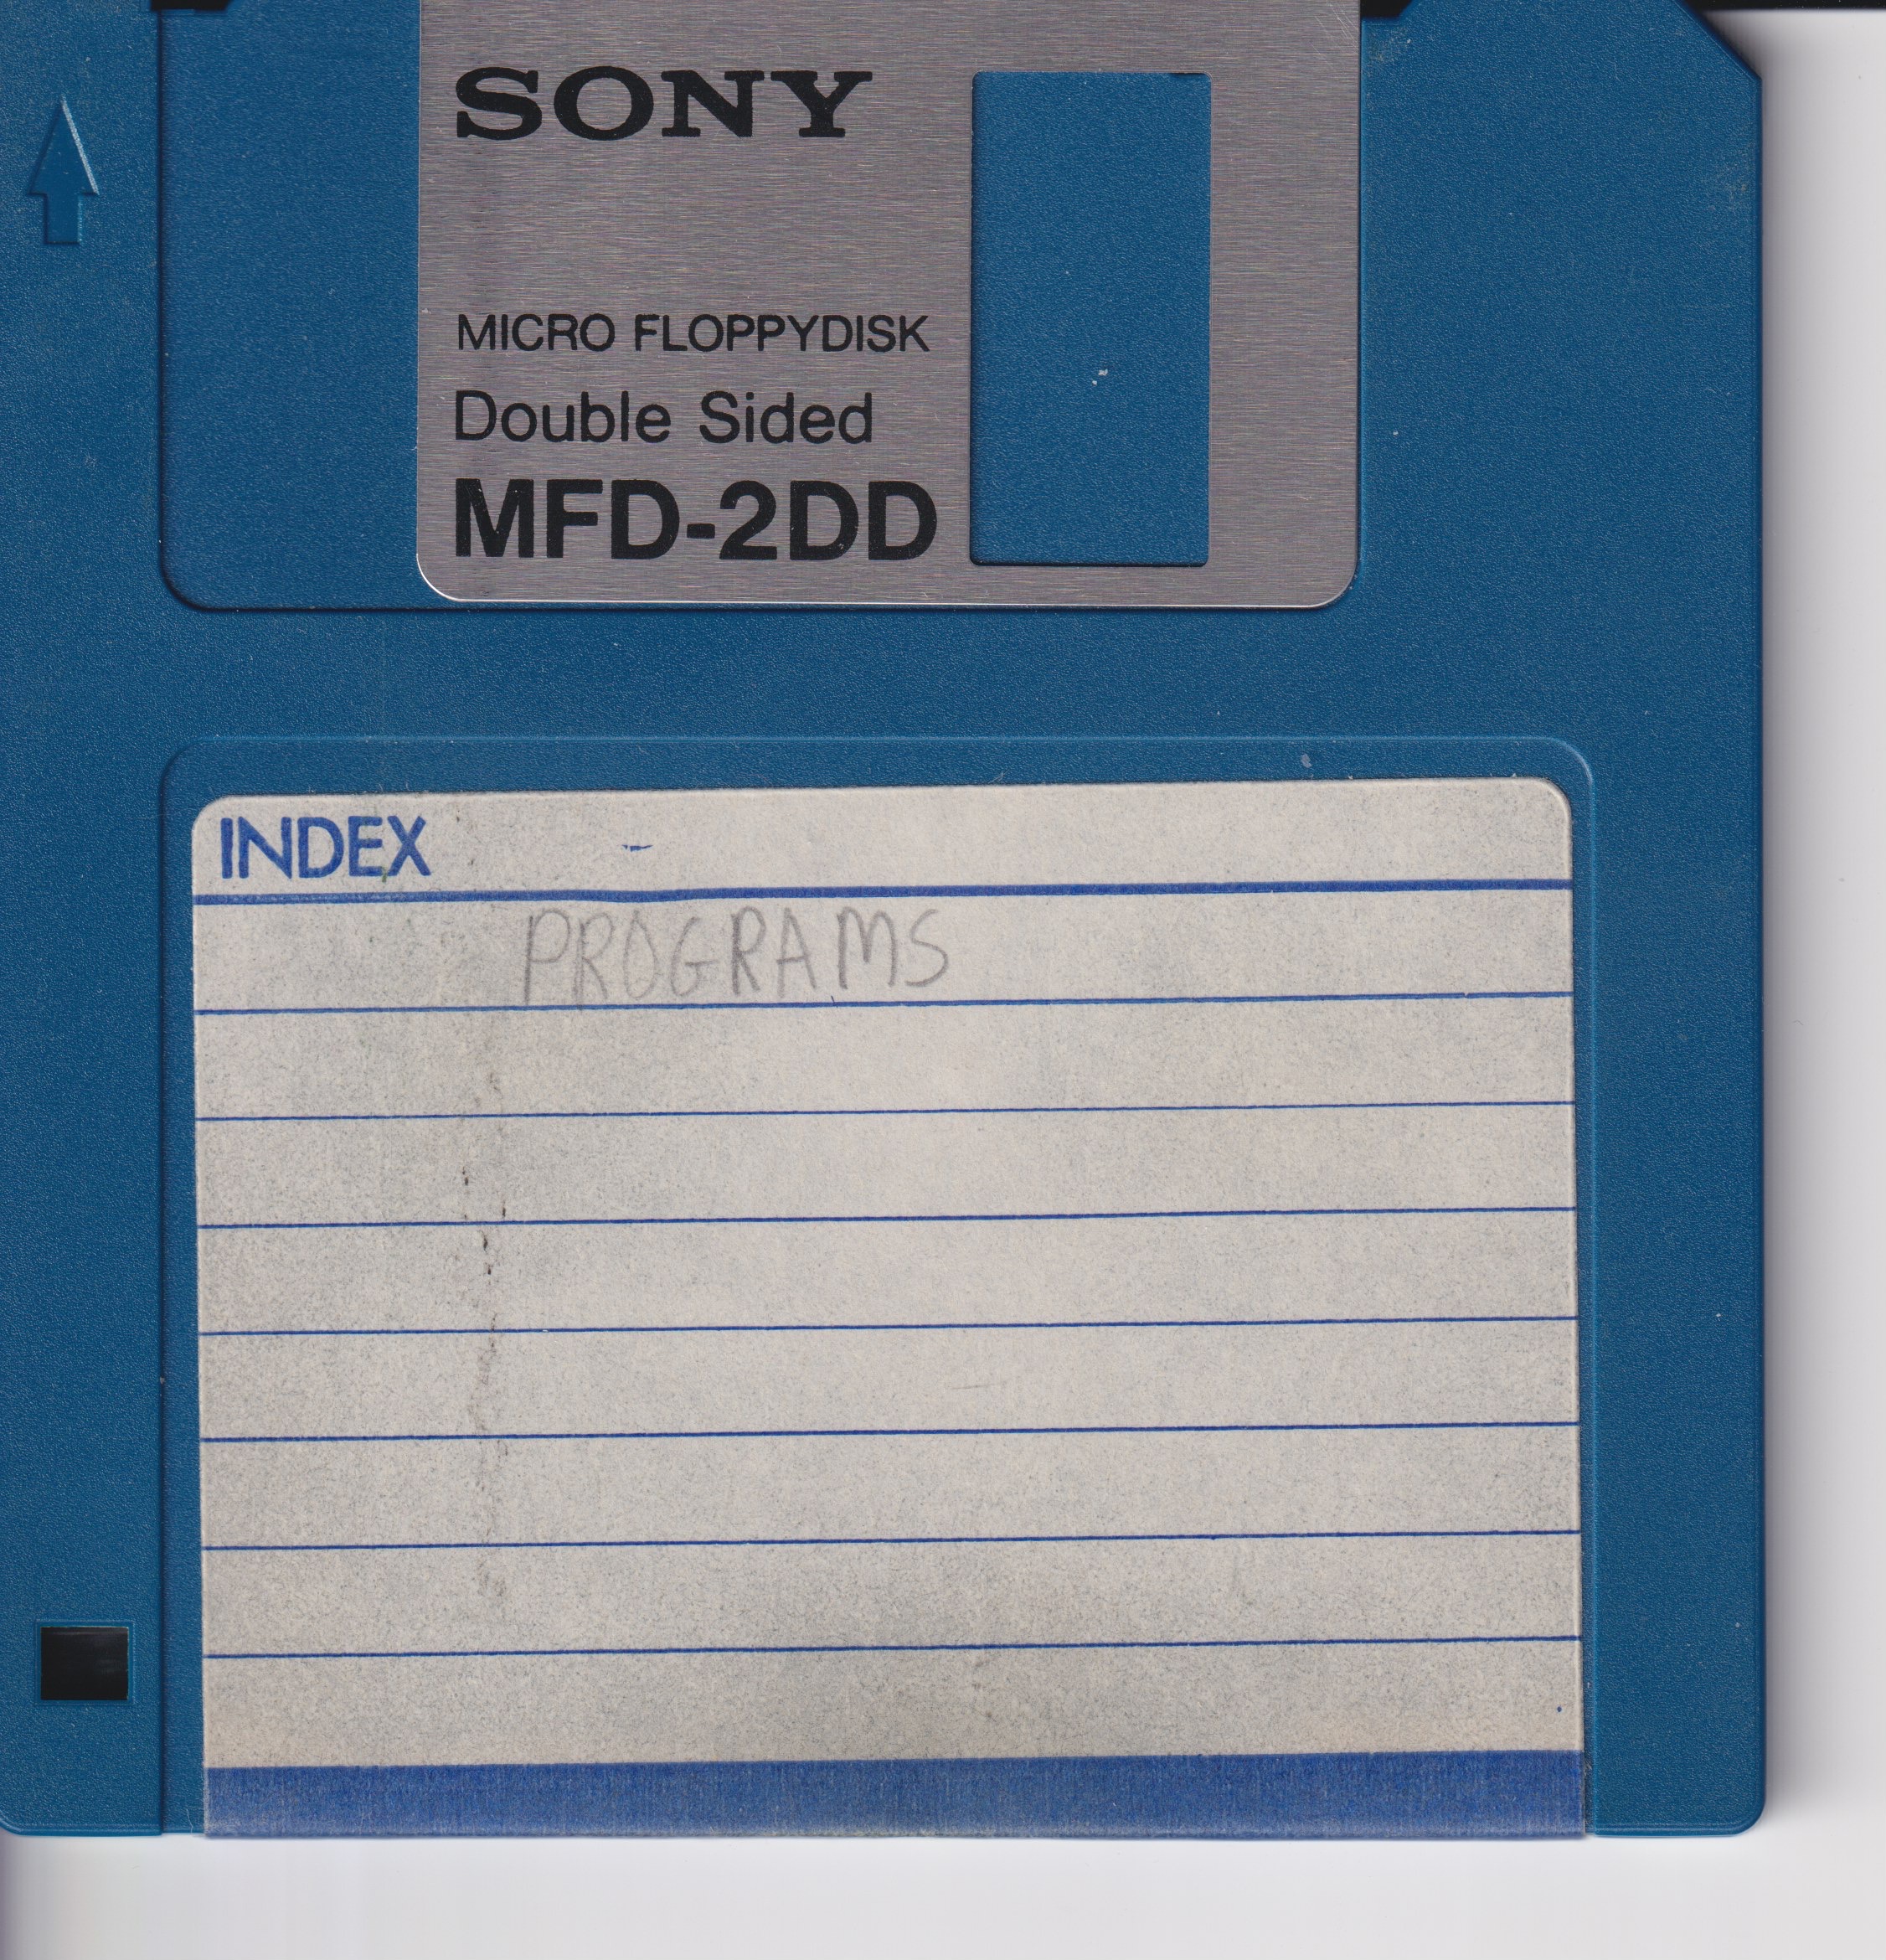 SONY
MICRO FLOPPYDISK
Double Sided
MFD-2DD
INDEX
PROGRAMS